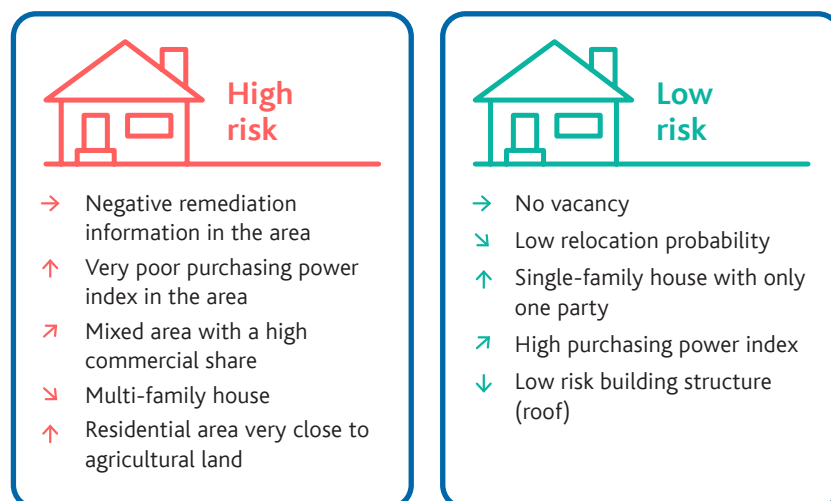 High
risk
→ Negative remediation
information in the area
↑ Very poor purchasing power
index in the area
↗ Mixed area with a high
commercial share
↘ Multi-family house
↑ Residential area very close to
agricultural land
Low
risk
→ No vacancy
↘ Low relocation probability
↑ Single-family house with only
one party
↗ High purchasing power index
↓ Low risk building structure
(roof)